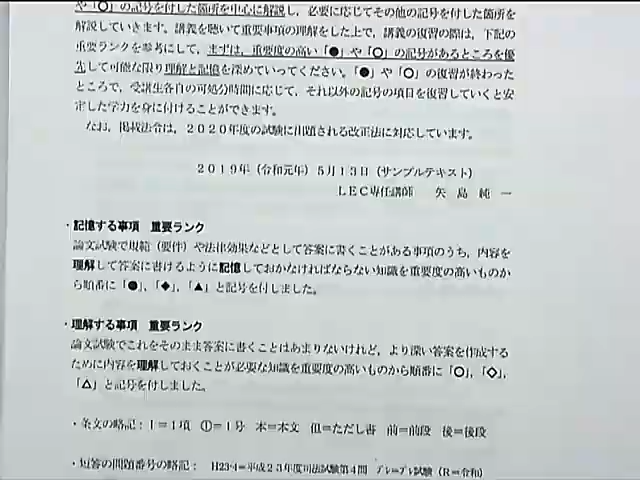 や「〇」の記号を付した箇所を中心に解説し，必要に応じてその他の記号を付した箇所を
解説していきます。講義を聴いて重要事項の理解をした上で，講義の復習の際は，下記の
重要ランクを参考にして，まずは，重要度の高い「●」や「〇」の記号があるところを優
先して可能な限り理解と記憶を深めていってください。「●」や「〇」の復習が終わった
ところで，受講生各自の可処分時間に応じて，それ以外の記号の項目を復習していくと安
定した学力を身に付けることができます。
なお，掲載法令は，２０２０年度の試験に出題される改正法に対応しています。
２０１９年（令和元年）５月１３日（サンプルテキスト）
ＬＥＣ専任講師　矢　島　純　一
・記憶する事項　重要ランク
論文試験で規範（要件）や法律効果などとして答案に書くことがある事項のうち，内容を
理解して答案に書けるように記憶しておかなければならない知識を重要度の高いものか
ら順番に「●」，「◆」，「▲」と記号を付しました。
・理解する事項　重要ランク
論文試験でこれをそのまま答案に書くことはあまりないけれど，より深い答案を作成する
ために内容を理解しておくことが必要な知識を重要度の高いものから順番に「〇」，「◇」，
「△」と記号を付しました。
・条文の略記：１＝１項　①＝１号　本＝本文　但＝ただし書　前＝前段　後＝後段
・短答の問題番号の略記：　H23-4＝平成２３年度司法試験第４問　プレ＝プレ試験（R＝令和）